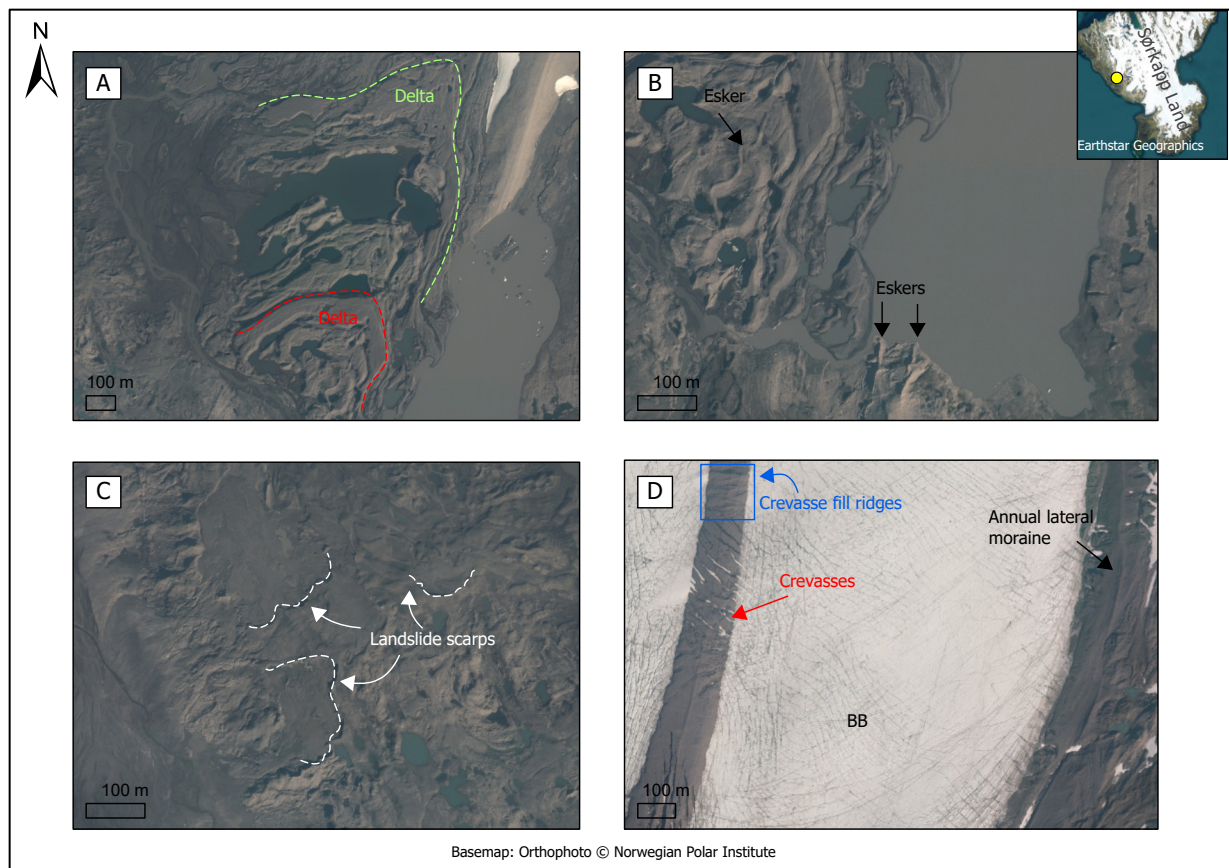 N
A
Delta
Delta
100 m
B
Esker
Eskers
100 m
Sørkapp Land
Earthstar Geographics
C
Landslide scarps
100 m
D
Crevasse fill ridges
Annual lateral
moraine
Crevasses
BB
100 m
Basemap: Orthophoto © Norwegian Polar Institute